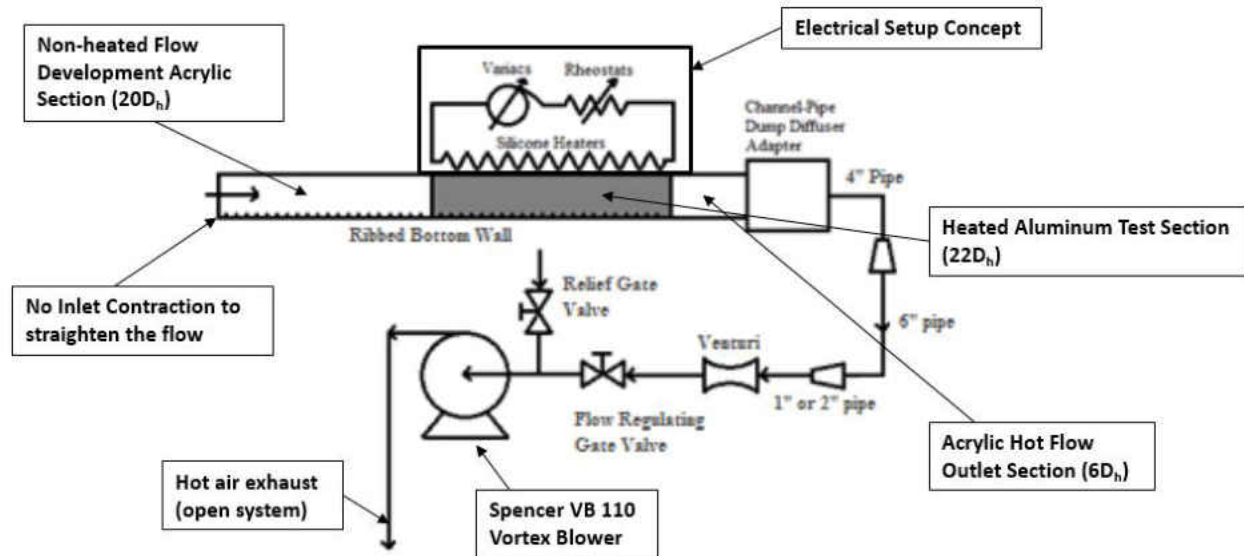 Electrical Setup Concept
Non-heated Flow
Development Acrylic
Section (20Dₕ)
Variacs
Rheostats
Silicone Heaters
Channel-Pipe
Dump Diffuser
Adapter
4" Pipe
Ribbed Bottom Wall
Heated Aluminum Test Section
(22Dₕ)
No Inlet Contraction to
straighten the flow
Relief Gate
Valve
6" pipe
Venturi
1" or 2" pipe
Flow Regulating
Gate Valve
Acrylic Hot Flow
Outlet Section (6Dₕ)
Hot air exhaust
(open system)
Spencer VB 110
Vortex Blower